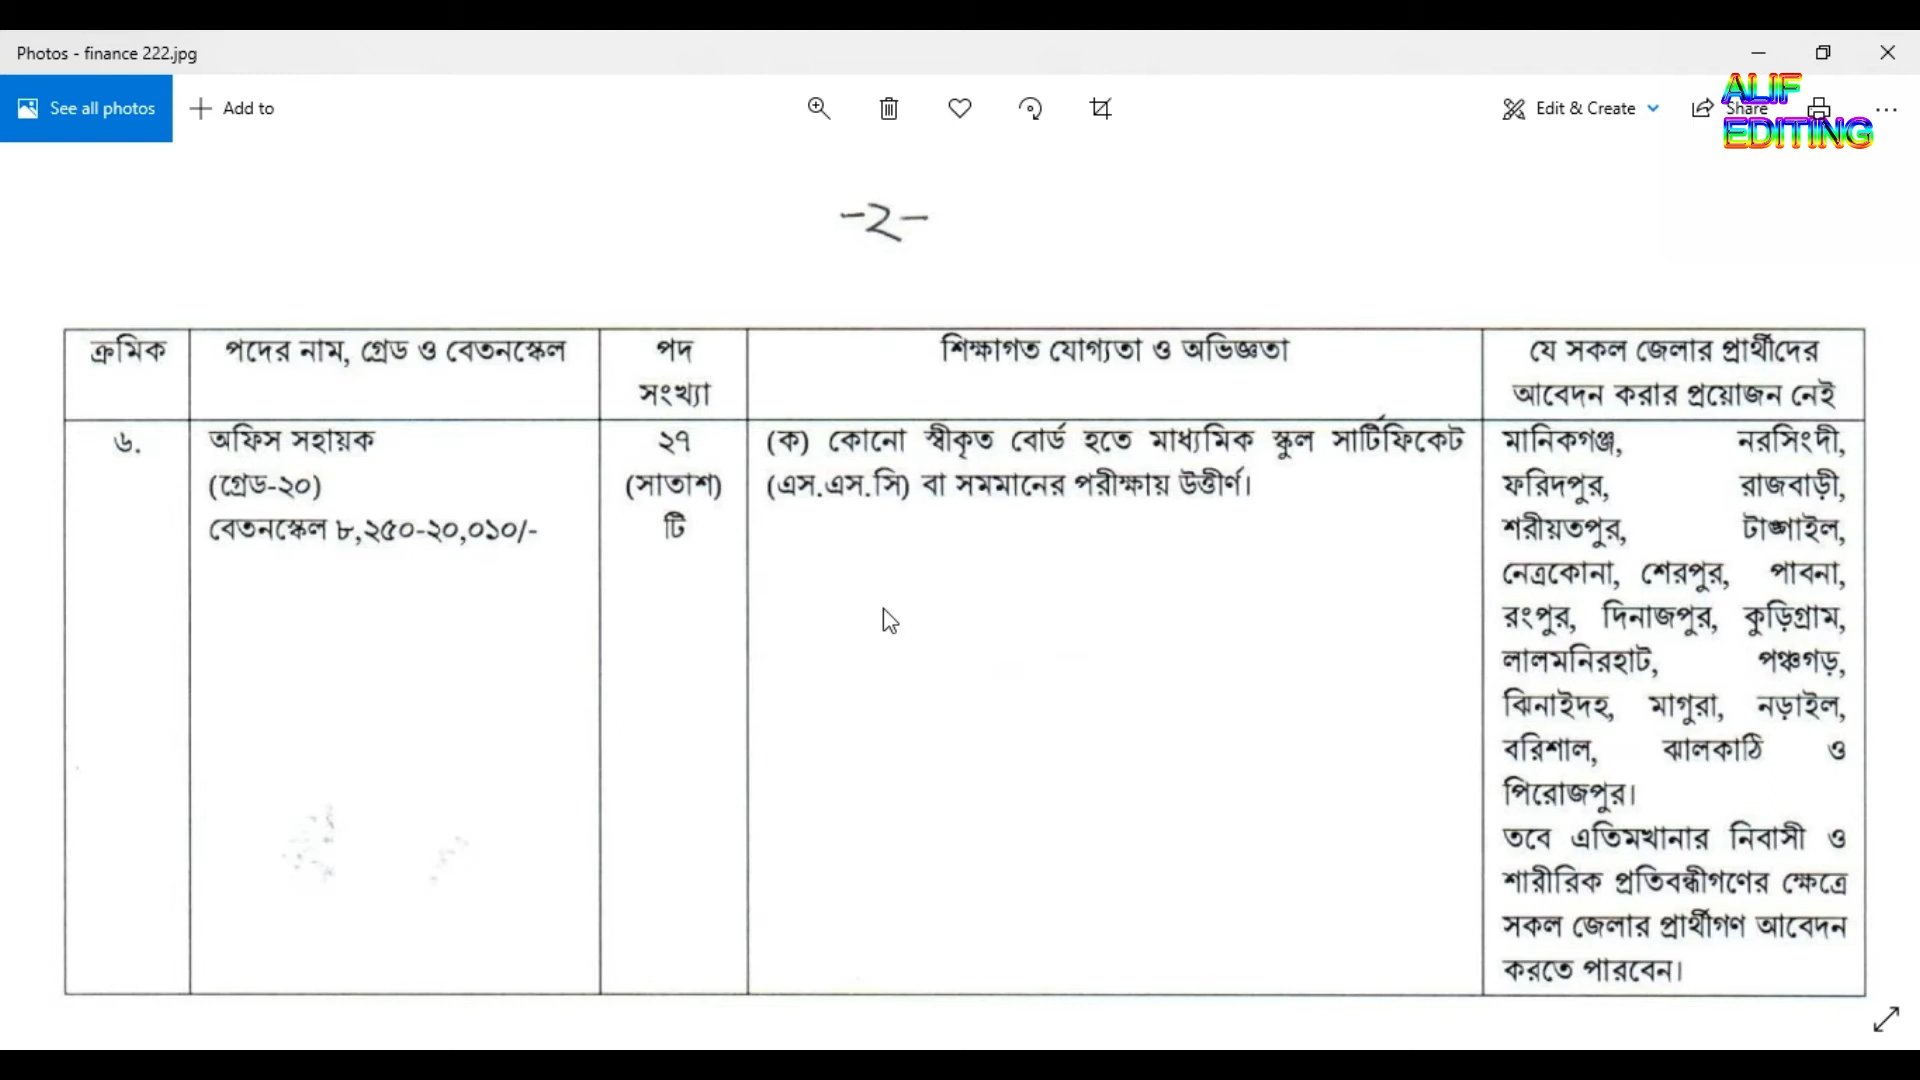 Photos - finance 222.jpg
See all photos
Add to
Edit & Create
Share
ALIF
EDITING
-২-
ক্রমিক
পদের নাম, গ্রেড ও বেতনস্কেল
পদ
সংখ্যা
শিক্ষাগত যোগ্যতা ও অভিজ্ঞতা
যে সকল জেলার প্রার্থীদের
আবেদন করার প্রয়োজন নেই
৬.
অফিস সহায়ক
(গ্রেড-২০)
বেতনস্কেল ৮,২৫০-২০,০১০/-
২৭
(সাতাশ)
টি
(ক) কোনো স্বীকৃত বোর্ড হতে মাধ্যমিক স্কুল সার্টিফিকেট
(এস.এস.সি) বা সমমানের পরীক্ষায় উত্তীর্ণ।
মানিকগঞ্জ, নরসিংদী,
ফরিদপুর, রাজবাড়ী,
শরীয়তপুর, টাঙ্গাইল,
নেত্রকোনা, শেরপুর, পাবনা,
রংপুর, দিনাজপুর, কুড়িগ্রাম,
লালমনিরহাট, পঞ্চগড়,
ঝিনাইদহ, মাগুরা, নড়াইল,
বরিশাল, ঝালকাঠি ও
পিরোজপুর।
তবে এতিমখানার নিবাসী ও
শারীরিক প্রতিবন্ধীগণের ক্ষেত্রে
সকল জেলার প্রার্থীগণ আবেদন
করতে পারবেন।